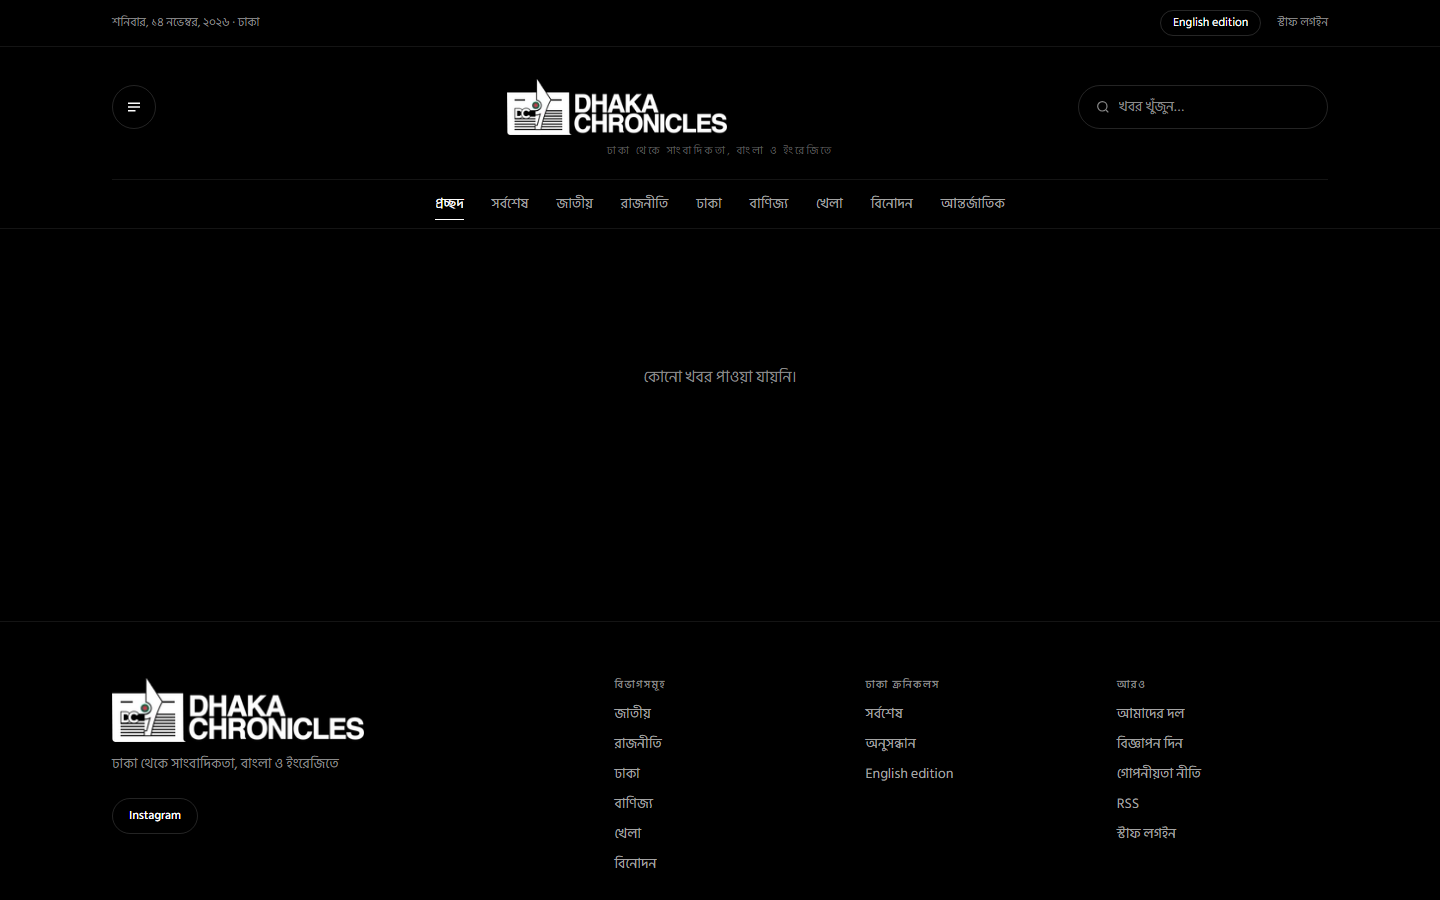 শনিবার, ১৪ নভেম্বর, ২০২৬ · ঢাকা
English edition
স্টাফ লগইন
DHAKA
CHRONICLES
খবর খুঁজুন...
ঢাকা থেকে সাংবাদিকতা, বাংলা ও ইংরেজিতে
প্রচ্ছদ সর্বশেষ জাতীয় রাজনীতি ঢাকা বাণিজ্য খেলা বিনোদন আন্তর্জাতিক
কোনো খবর পাওয়া যায়নি।
DHAKA
CHRONICLES
ঢাকা থেকে সাংবাদিকতা, বাংলা ও ইংরেজিতে
Instagram
বিভাগসমূহ
জাতীয়
রাজনীতি
ঢাকা
বাণিজ্য
খেলা
বিনোদন
ঢাকা ক্রনিকলস
সর্বশেষ
অনুসন্ধান
English edition
আরও
আমাদের দল
বিজ্ঞাপন দিন
গোপনীয়তা নীতি
RSS
স্টাফ লগইন